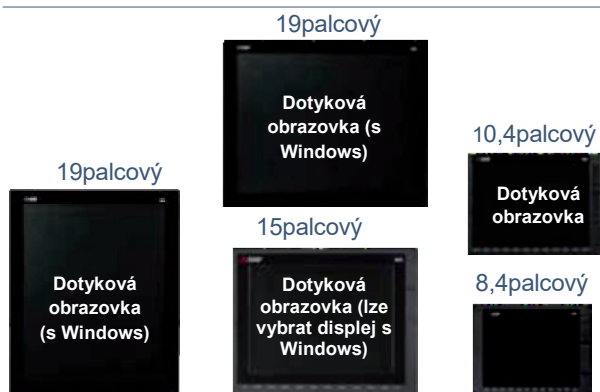 19palcový
Dotyková
obrazovka (s
Windows)
10,4palcový
Dotyková
obrazovka
19palcový
Dotyková
obrazovka
(s Windows)
15palcový
Dotyková
obrazovka (lze
vybrat displej s
Windows)
8,4palcový